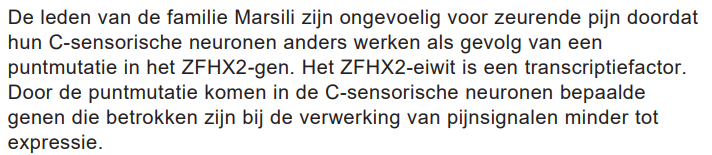 De leden van de familie Marsili zijn ongevoelig voor zeurende pijn doordat
hun C-sensorische neuronen anders werken als gevolg van een
puntmutatie in het ZFHX2-gen. Het ZFHX2-eiwit is een transcriptiefactor.
Door de puntmutatie komen in de C-sensorische neuronen bepaalde
genen die betrokken zijn bij de verwerking van pijnsignalen minder tot
expressie.